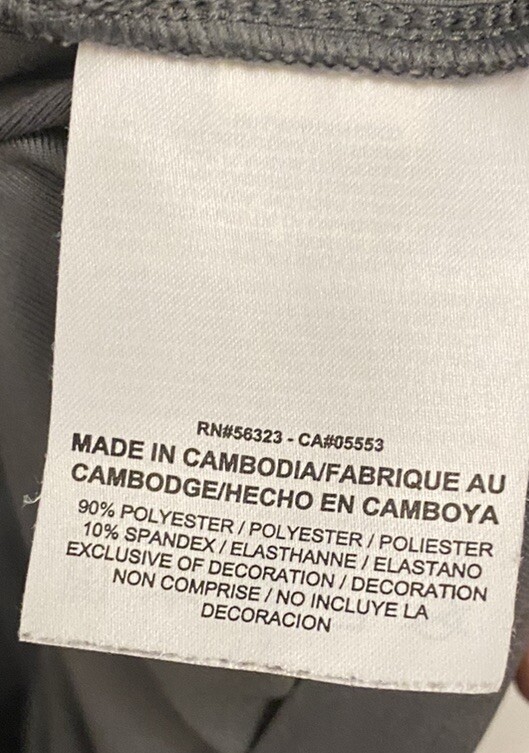 RN#56323 - CA#05553
MADE IN CAMBODIA/FABRIQUE AU
CAMBODGE/HECHO EN CAMBOYA
90% POLYESTER / POLYESTER / POLIESTER
10% SPANDEX / ELASTHANNE / ELASTANO
EXCLUSIVE OF DECORATION / DECORATION
NON COMPRISE / NO INCLUYE LA
DECORACION